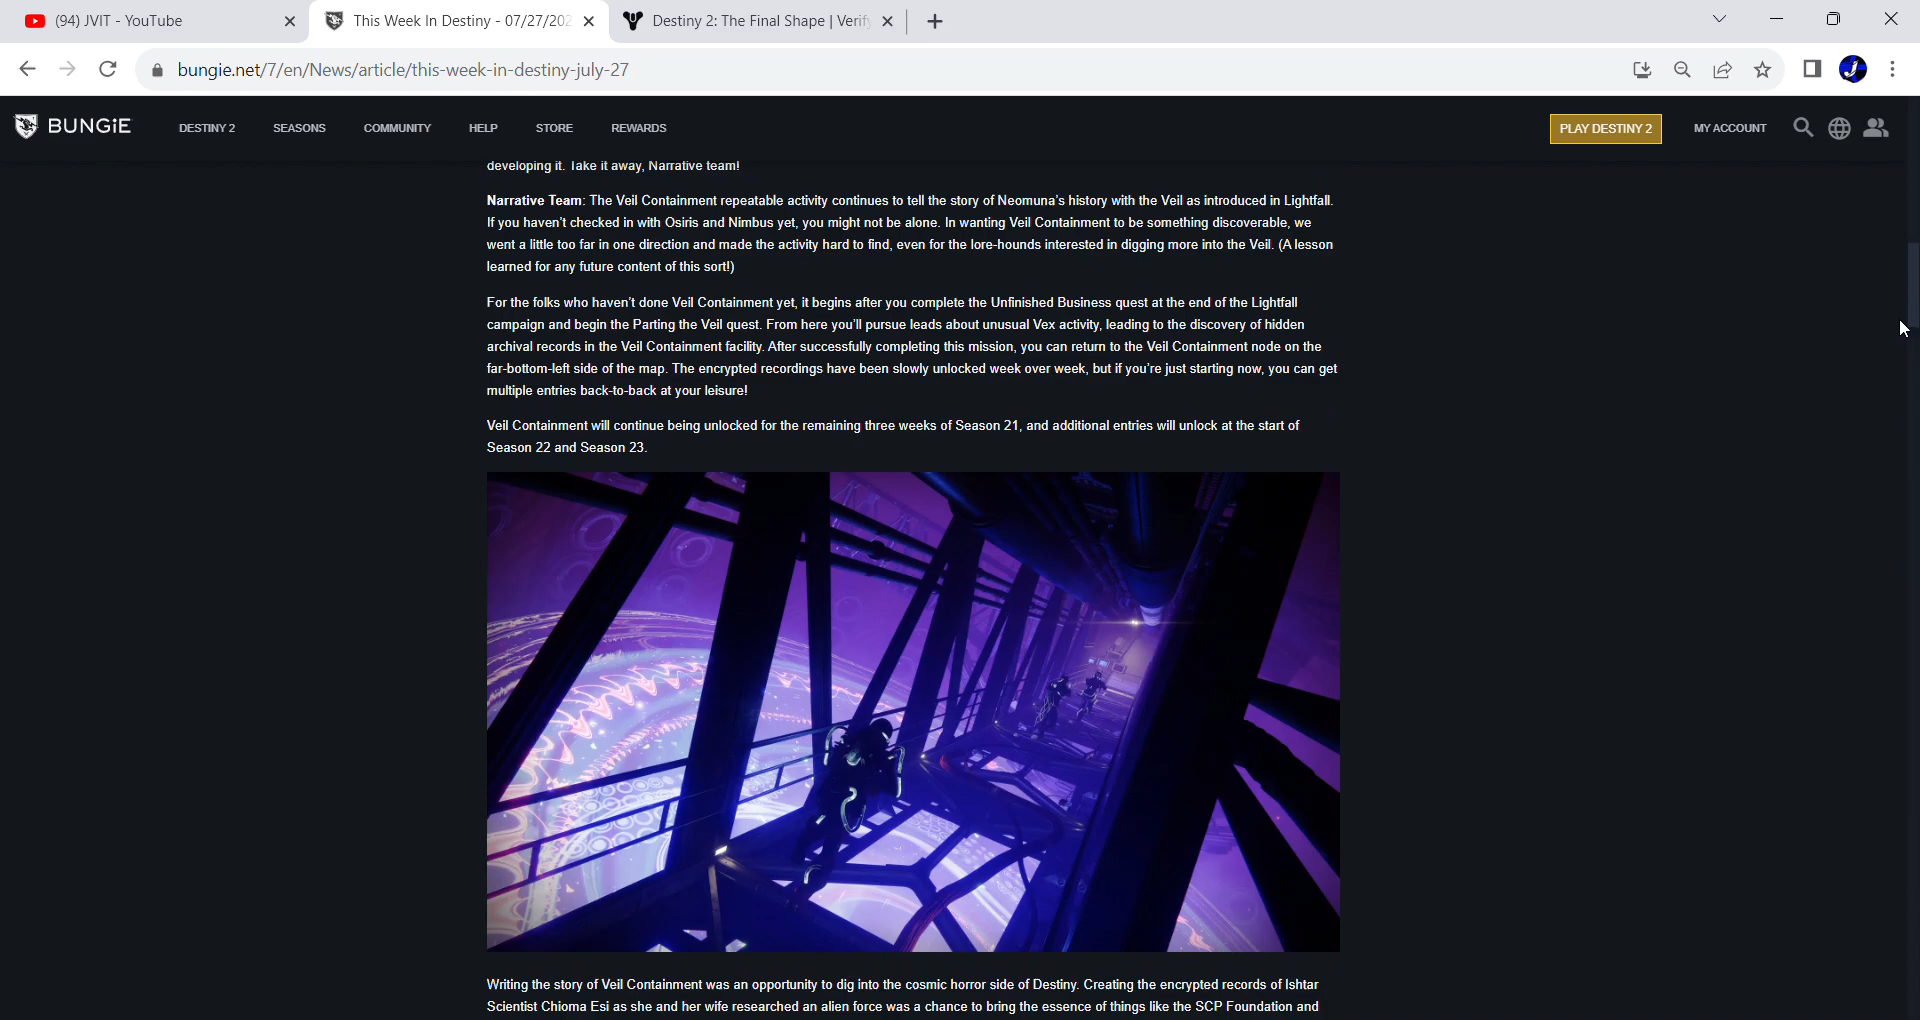 (94) JVIT - YouTube
This Week In Destiny - 07/27/202
Destiny 2: The Final Shape | Verify
bungie.net/7/en/News/article/this-week-in-destiny-july-27
BUNGiE
DESTINY 2
SEASONS
COMMUNITY
HELP
STORE
REWARDS
PLAY DESTINY 2
MY ACCOUNT
developing it. Take it away, Narrative team!
Narrative Team: The Veil Containment repeatable activity continues to tell the story of Neomuna's history with the Veil as introduced in Lightfall.
If you haven't checked in with Osiris and Nimbus yet, you might not be alone. In wanting Veil Containment to be something discoverable, we
went a little too far in one direction and made the activity hard to find, even for the lore-hounds interested in digging more into the Veil. (A lesson
learned for any future content of this sort!)
For the folks who haven't done Veil Containment yet, it begins after you complete the Unfinished Business quest at the end of the Lightfall
campaign and begin the Parting the Veil quest. From here you'll pursue leads about unusual Vex activity, leading to the discovery of hidden
archival records in the Veil Containment facility. After successfully completing this mission, you can return to the Veil Containment node on the
far-bottom-left side of the map. The encrypted recordings have been slowly unlocked week over week, but if you're just starting now, you can get
multiple entries back-to-back at your leisure!
Veil Containment will continue being unlocked for the remaining three weeks of Season 21, and additional entries will unlock at the start of
Season 22 and Season 23.
Writing the story of Veil Containment was an opportunity to dig into the cosmic horror side of Destiny. Creating the encrypted records of Ishtar
Scientist Chioma Esi as she and her wife researched an alien force was a chance to bring the essence of things like the SCP Foundation and